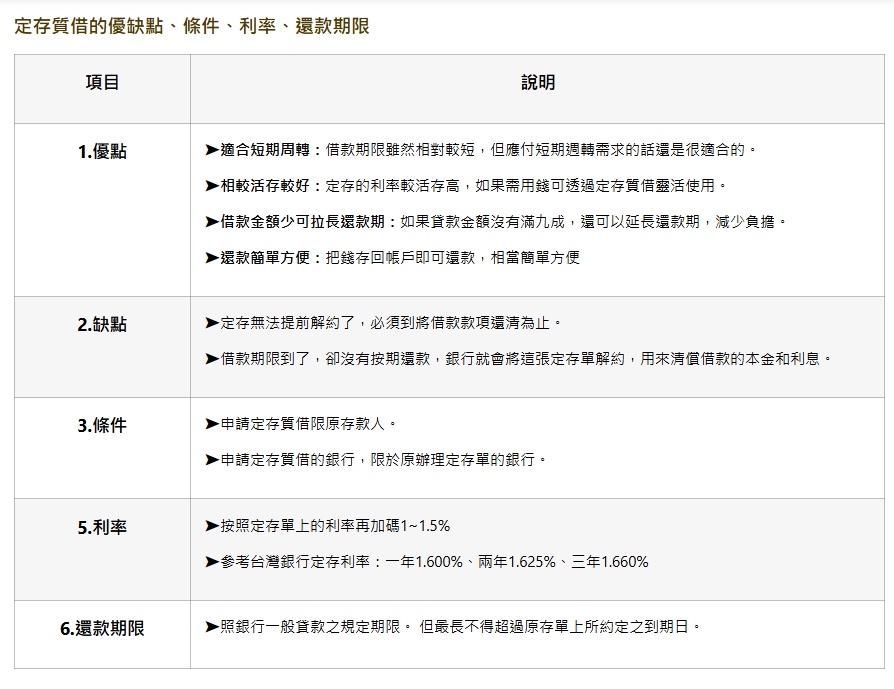 定存質借的優缺點、條件、利率、還款期限
項目
說明
1.優點
➤適合短期周轉：借款期限雖然相對較短，但應付短期週轉需求的話還是很適合的。
➤相較活存較好：定存的利率較活存高，如果需用錢可透過定存質借靈活使用。
➤借款金額少可拉長還款期：如果貸款金額沒有滿九成，還可以延長還款期，減少負擔。
➤還款簡單方便：把錢存回帳戶即可還款，相當簡單方便
2.缺點
➤定存無法提前解約了，必須到將借款款項還清為止。
➤借款期限到了，卻沒有按期還款，銀行就會將這張定存單解約，用來清償借款的本金和利息。
3.條件
➤申請定存質借限原存款人。
➤申請定存質借的銀行，限於原辦理定存單的銀行。
5.利率
➤按照定存單上的利率再加碼1~1.5%
➤參考台灣銀行定存利率：一年1.600%、兩年1.625%、三年1.660%
6.還款期限
➤照銀行一般貸款之規定期限。 但最長不得超過原存單上所約定之到期日。